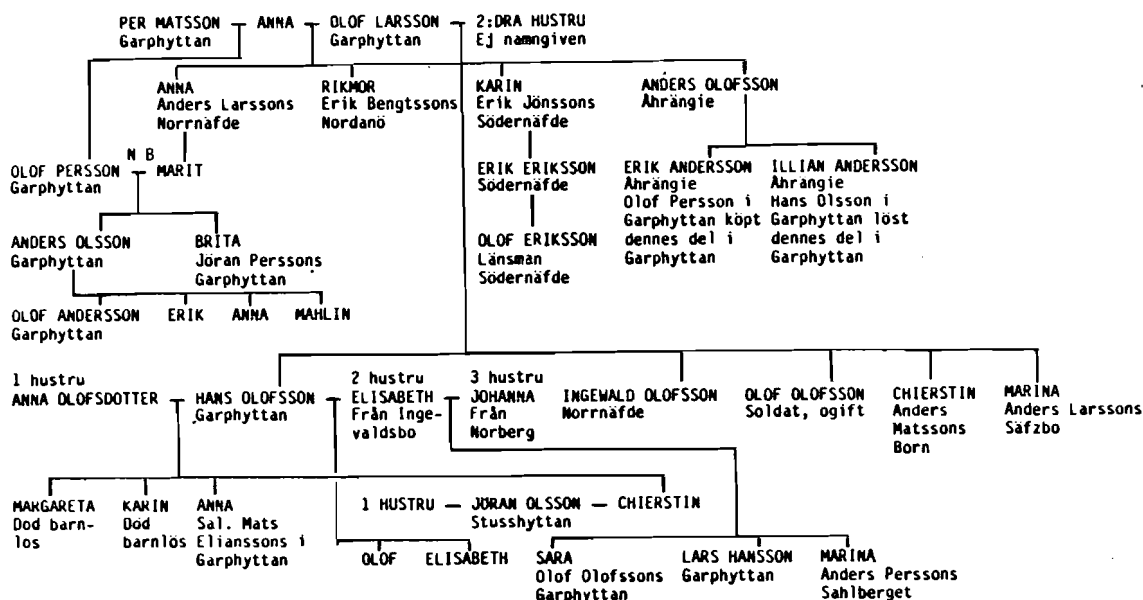 PER MATSSON — ANNA — OLOF LARSSON — 2:DRA HUSTRU
Garphyttan Garphyttan Ej namngiven
ANNA
Anders Larssons
Norrnäfde
RIKMOR
Erik Bengtssons
Nordanö
KARIN
Erik Jönssons
Södernäfde
ANDERS OLOFSSON
Åhrängie
N B
OLOF PERSSON — MARIT
Garphyttan
ERIK ERIKSSON
Södernäfde
ERIK ANDERSSON
Åhrängie
Olof Persson i
Garphyttan köpt
dennes del i
Garphyttan
ILLIAN ANDERSSON
Åhrangie
Hans Olsson i
Garphyttan löst
dennes del i
Garphyttan
ANDERS OLSSON
Garphyttan
BRITA
Jöran Perssons
Garphyttan
OLOF ERIKSSON
Länsman
Södernäfde
OLOF ANDERSSON ERIK ANNA MAHLIN
Garphyttan
1 hustru
ANNA OLOFSDOTTER
HANS OLOFSSON
Garphyttan
2 hustru
ELISABETH
Från Inge-
valdsbo
3 hustru
JOHANNA
Från
Norberg
INGEWALD OLOFSSON
Norrnäfde
OLOF OLOFSSON
Soldat, ogift
CHIERSTIN
Anders
Matssons
Born
MARINA
Anders Larssons
Säfzbo
MARGARETA
Dod barn-
los
KARIN
Död
barnlös
ANNA
Sal. Mats
Elianssons i
Garphyttan
1 HUSTRU — JÖRAN OLSSON — CHIERSTIN
Stusshyttan
OLOF ELISABETH
SARA
Olof Olofssons
Garphyttan
LARS HANSSON
Garphyttan
MARINA
Anders Perssons
Sahlberget